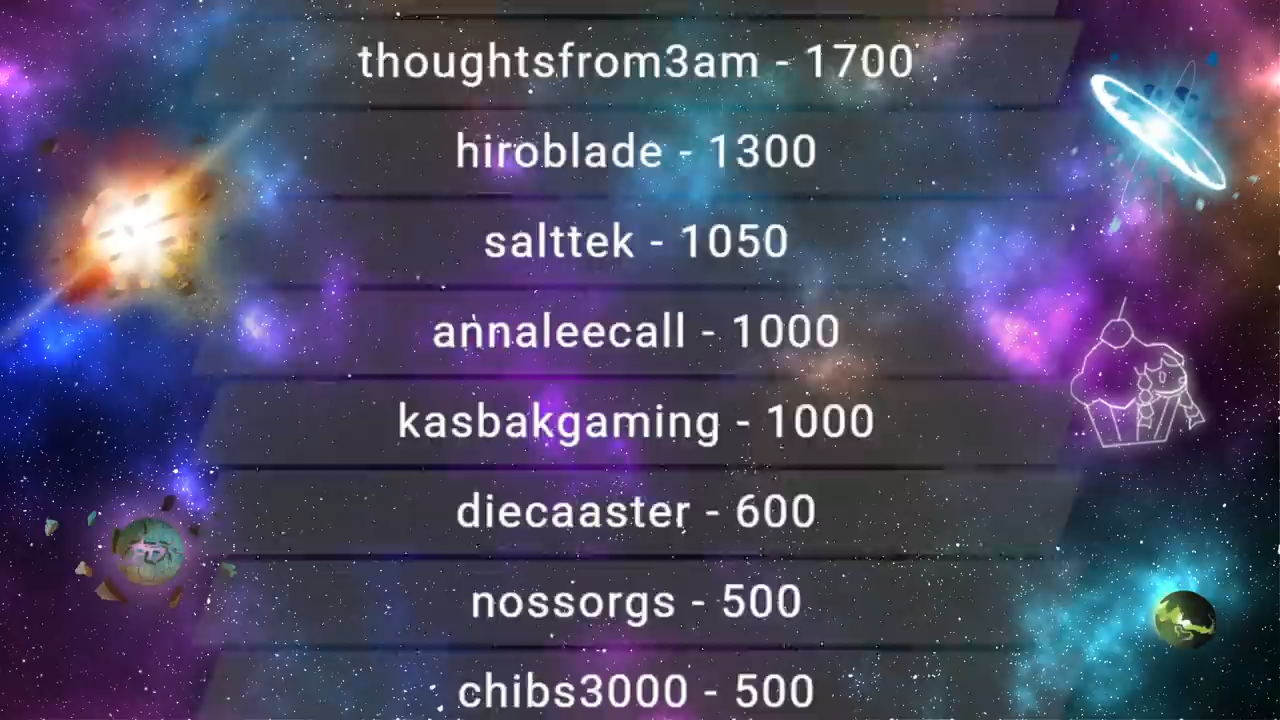 thoughtsfrom3am - 1700
hiroblade - 1300
salttek - 1050
annaleecall - 1000
kasbakgaming - 1000
diecaaster - 600
nossorgs - 500
chibs3000 - 500